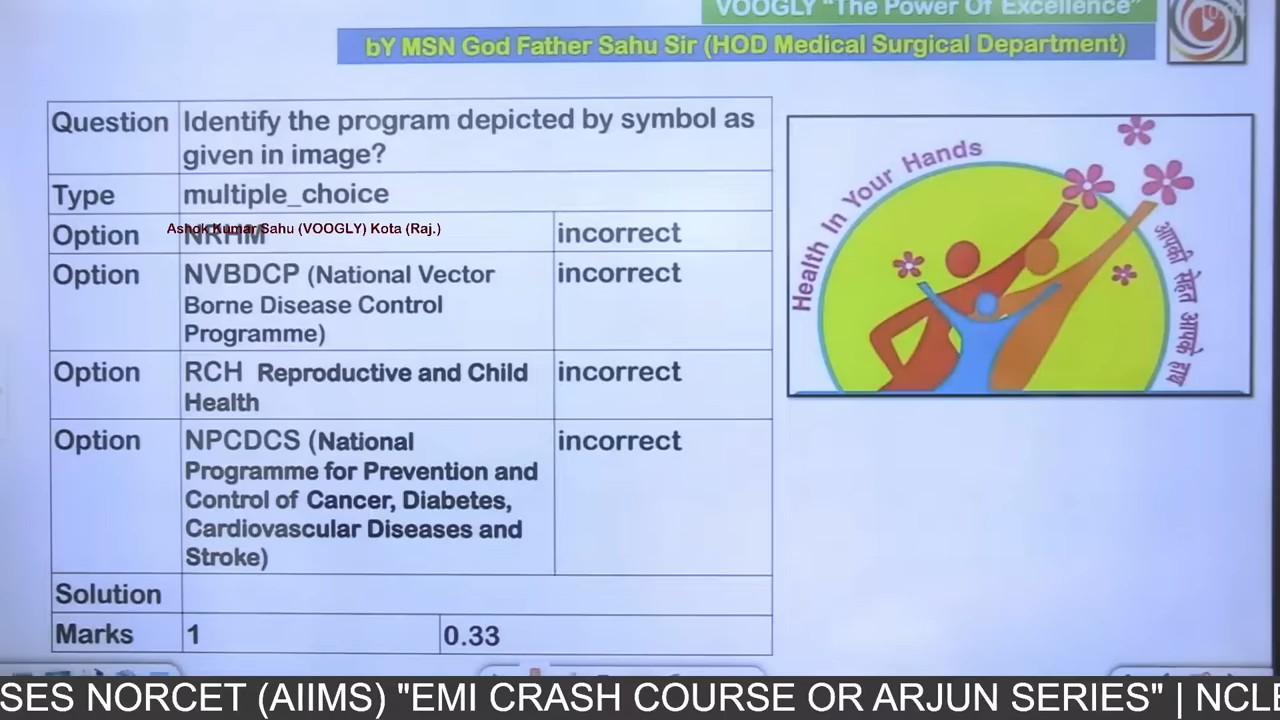 VOOGLY “The Power Of Excellence”
bY MSN God Father Sahu Sir (HOD Medical Surgical Department)
Question Identify the program depicted by symbol as
given in image?
Type multiple_choice
Ashok Kumar Sahu (VOOGLY) Kota (Raj.)
Option NRHM incorrect
Option NVBDCP (National Vector incorrect
Borne Disease Control
Programme)
Option RCH Reproductive and Child incorrect
Health
Option NPCDCS (National incorrect
Programme for Prevention and
Control of Cancer, Diabetes,
Cardiovascular Diseases and
Stroke)
Solution
Marks 1 0.33
Health In Your Hands
आपकी सेहत आपके हाथ
SES NORCET (AIIMS) "EMI CRASH COURSE OR ARJUN SERIES" | NCLE